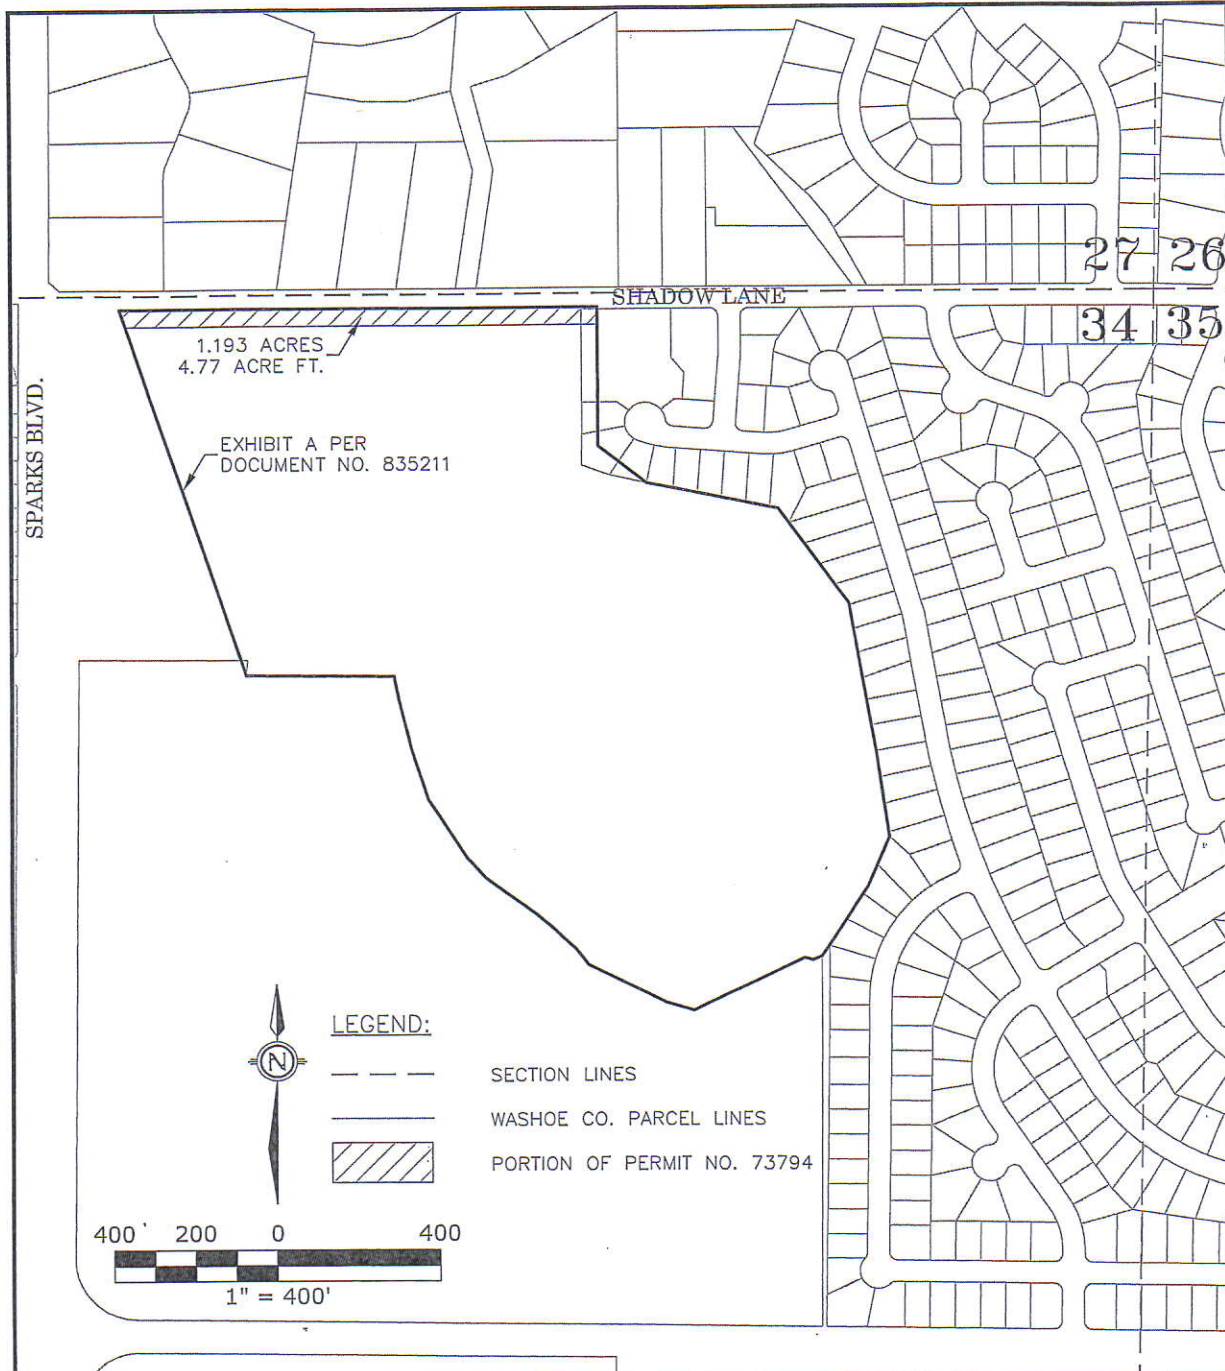 27 26
SHADOW LANE
34 35
1.193 ACRES
4.77 ACRE FT.
SPARKS BLVD.
EXHIBIT A PER
DOCUMENT NO. 835211
N
LEGEND:
SECTION LINES
WASHOE CO. PARCEL LINES
PORTION OF PERMIT NO. 73794
400' 200 0 400
1" = 400'